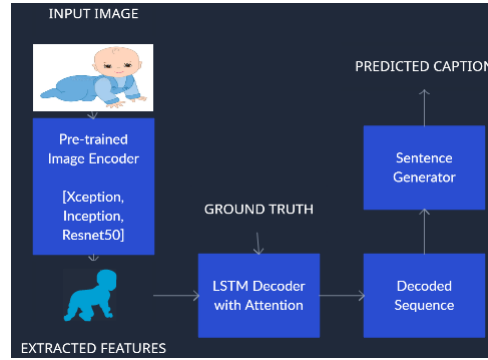 INPUT IMAGE
PREDICTED CAPTION
Pre-trained
Image Encoder
[Xception,
Inception,
Resnet50]
Sentence
Generator
GROUND TRUTH
LSTM Decoder
with Attention
Decoded
Sequence
EXTRACTED FEATURES